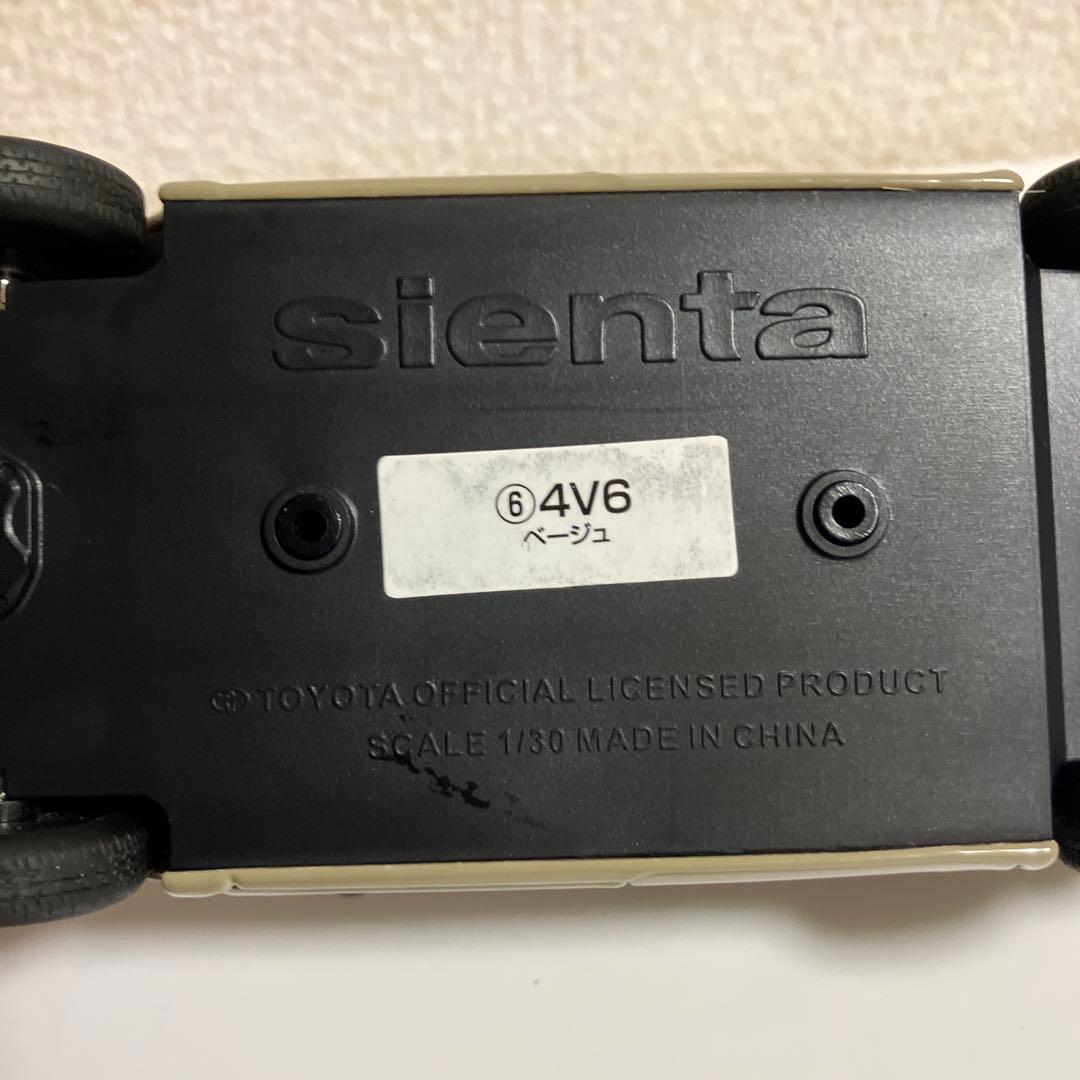 sienta
⑥4V6
ベージュ
TOYOTA OFFICIAL LICENSED PRODUCT
SCALE 1/30 MADE IN CHINA